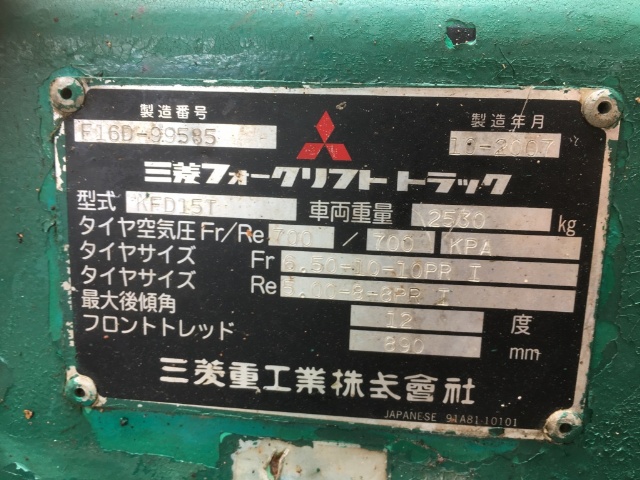 製造番号 製造年月
F16D-99585 10-2007
三菱フォークリフトトラック
型式 KFD15T 車両重量 2530 kg
タイヤ空気圧 Fr/Re 700 / 700 KPA
タイヤサイズ Fr 6.50-10-10PR I
タイヤサイズ Re 5.00-8-8PR I
最大後傾角 12 度
フロントトレッド 890 mm
三菱重工業株式會社
JAPANESE 91A81-10101